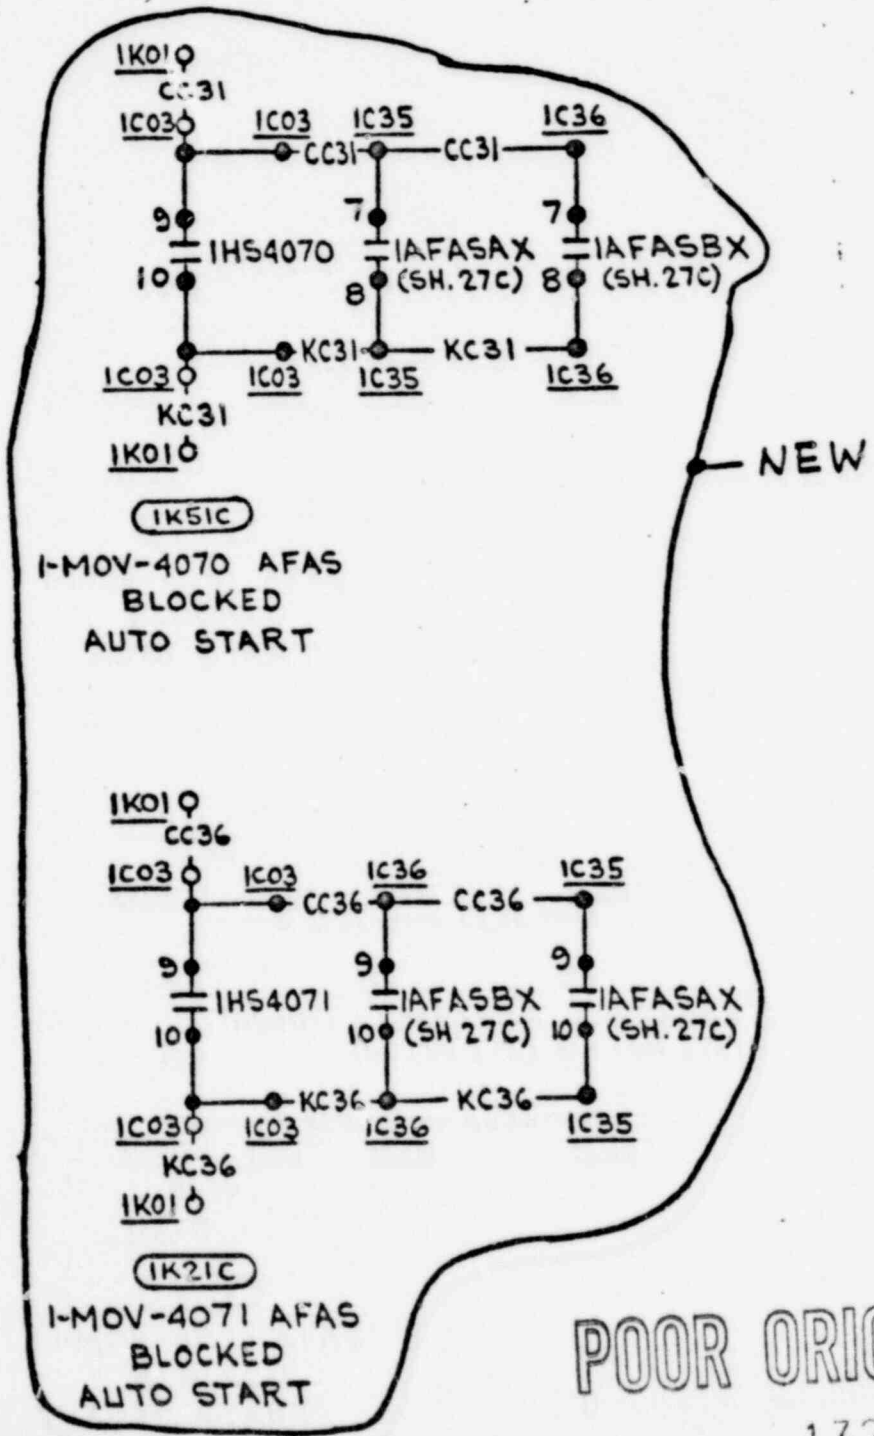 1K01
CC31
1C03 1C03 1C35 1C36
CC31 CC31
9 7 7
1HS4070 1AFASAX 1AFASBX
10 8 (SH.27C) 8 (SH.27C)
KC31 KC31
1C03 1C03 1C35 1C36
KC31
1K01
NEW
1K51C
1-MOV-4070 AFAS
BLOCKED
AUTO START
1K01
CC36
1C03 1C03 1C36 1C35
CC36 CC36
9 9 9
1HS4071 1AFASBX 1AFASAX
10 10 (SH 27C) 10 (SH.27C)
KC36 KC36
1C03 1C03 1C36 1C35
KC36
1K01
1K21C
1-MOV-4071 AFAS
BLOCKED
AUTO START
POOR